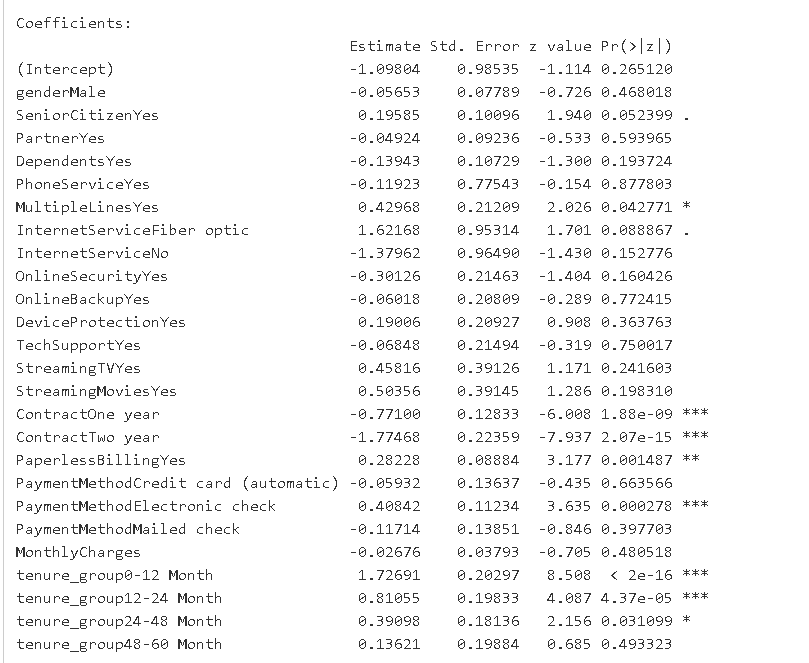 Coefficients:
Estimate Std. Error z value Pr(>|z|)
(Intercept) -1.09804 0.98535 -1.114 0.265120
genderMale -0.05653 0.07789 -0.726 0.468018
SeniorCitizenYes 0.19585 0.10096 1.940 0.052399 .
PartnerYes -0.04924 0.09236 -0.533 0.593965
DependentsYes -0.13943 0.10729 -1.300 0.193724
PhoneServiceYes -0.11923 0.77543 -0.154 0.877803
MultipleLinesYes 0.42968 0.21209 2.026 0.042771 *
InternetServiceFiber optic 1.62168 0.95314 1.701 0.088867 .
InternetServiceNo -1.37962 0.96490 -1.430 0.152776
OnlineSecurityYes -0.30126 0.21463 -1.404 0.160426
OnlineBackupYes -0.06018 0.20809 -0.289 0.772415
DeviceProtectionYes 0.19006 0.20927 0.908 0.363763
TechSupportYes -0.06848 0.21494 -0.319 0.750017
StreamingTVYes 0.45816 0.39126 1.171 0.241603
StreamingMoviesYes 0.50356 0.39145 1.286 0.198310
ContractOne year -0.77100 0.12833 -6.008 1.88e-09 ***
ContractTwo year -1.77468 0.22359 -7.937 2.07e-15 ***
PaperlessBillingYes 0.28228 0.08884 3.177 0.001487 **
PaymentMethodCredit card (automatic) -0.05932 0.13637 -0.435 0.663566
PaymentMethodElectronic check 0.40842 0.11234 3.635 0.000278 ***
PaymentMethodMailed check -0.11714 0.13851 -0.846 0.397703
MonthlyCharges -0.02676 0.03793 -0.705 0.480518
tenure_group0-12 Month 1.72691 0.20297 8.508 < 2e-16 ***
tenure_group12-24 Month 0.81055 0.19833 4.087 4.37e-05 ***
tenure_group24-48 Month 0.39098 0.18136 2.156 0.031099 *
tenure_group48-60 Month 0.13621 0.19884 0.685 0.493323